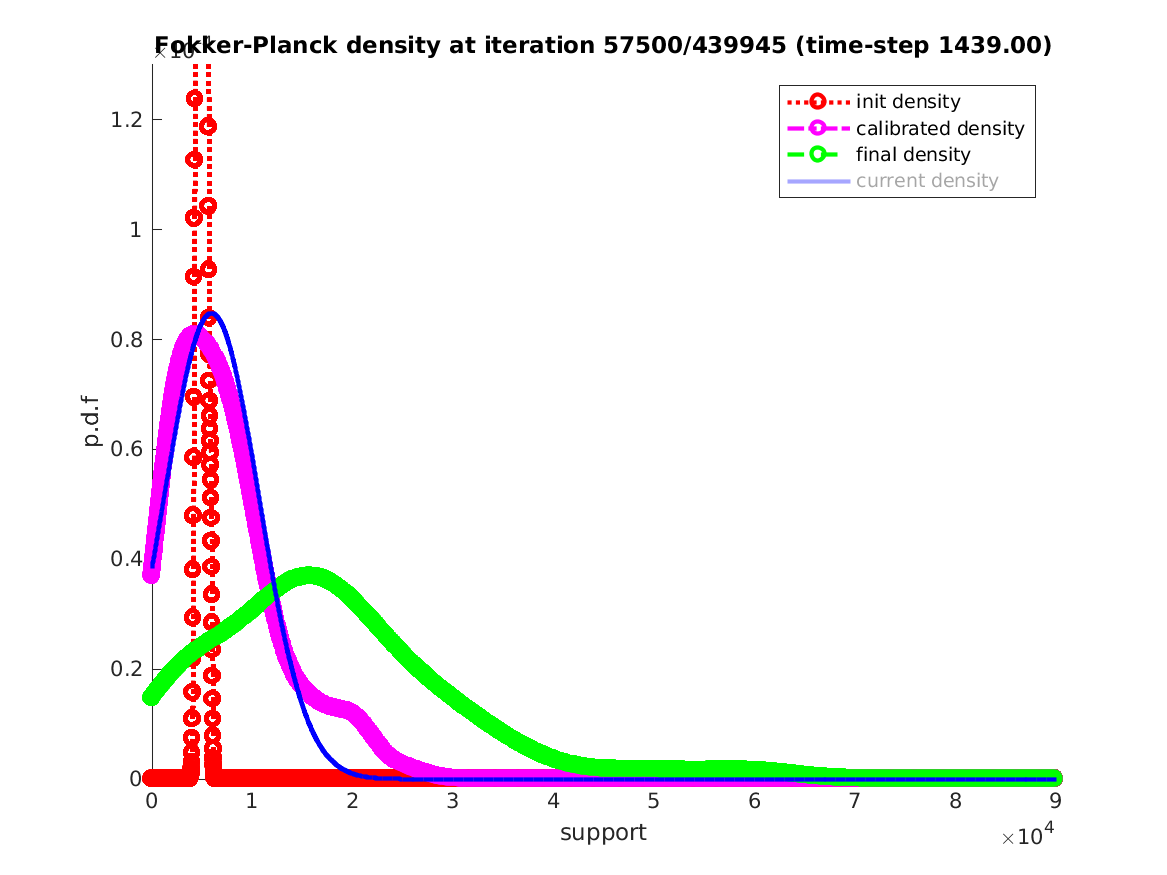 Fokker-Planck density at iteration 57500/439945 (time-step 1439.00)
init density
calibrated density
final density
current density
1.2
1
0.8
0.6
0.4
0.2
0
p.d.f
0 1 2 3 4 5 6 7 8 9
support
×10⁴